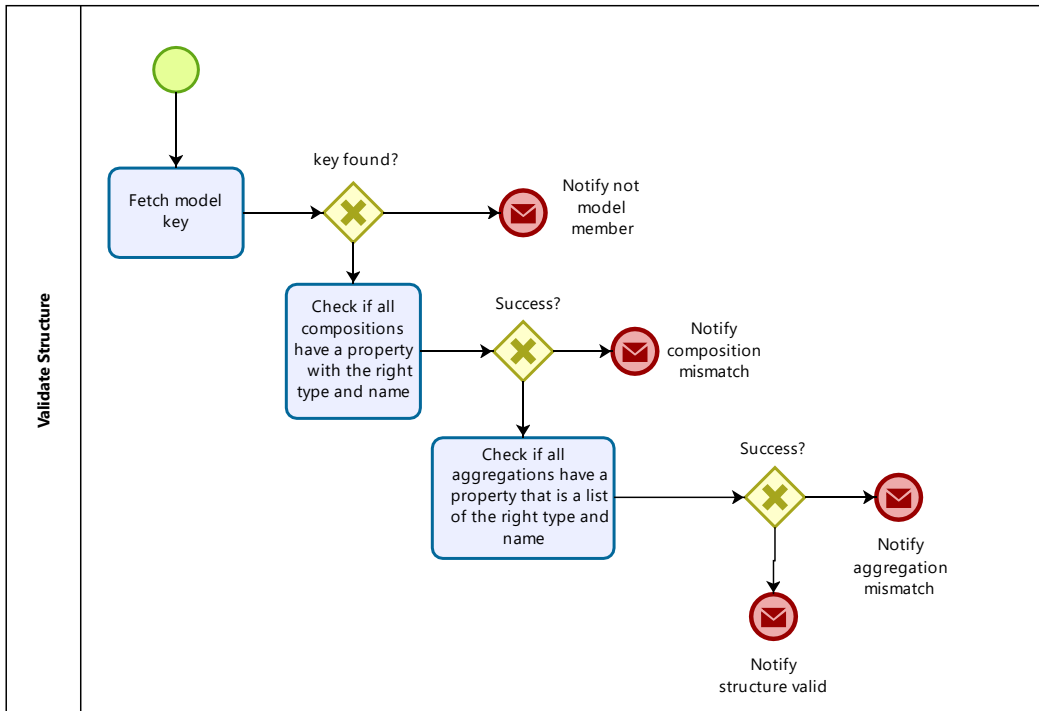 Validate Structure
key found?
Fetch model
key
Notify not
model
member
Check if all
compositions
have a property
with the right
type and name
Success?
Notify
composition
mismatch
Check if all
aggregations have a
property that is a list
of the right type and
name
Success?
Notify
aggregation
mismatch
Notify
structure valid